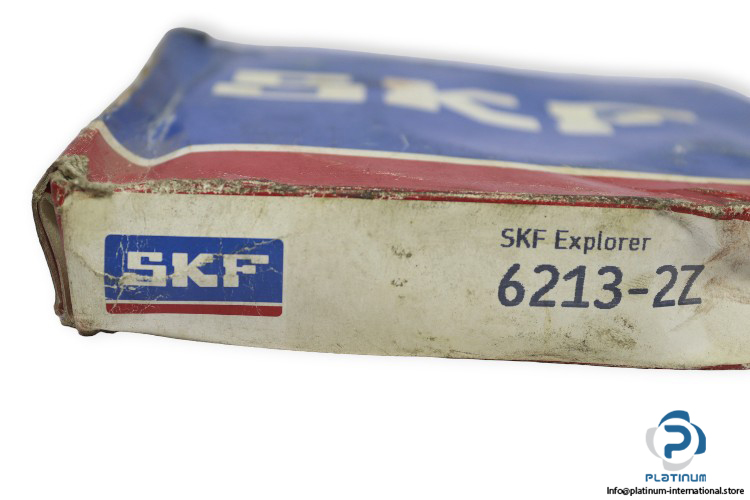 SKF
SKF
SKF Explorer
6213-2Z
PLATINUM
Info@platinum-international.store